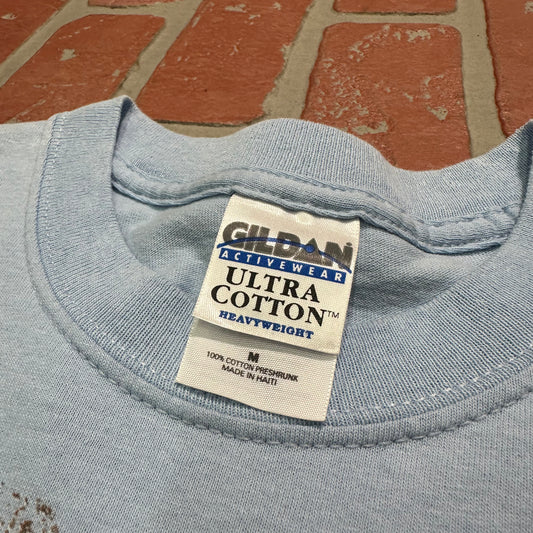 GILDAN
ACTIVEWEAR
ULTRA
COTTON™
HEAVYWEIGHT
M
100% COTTON PRESHRUNK
MADE IN HAITI